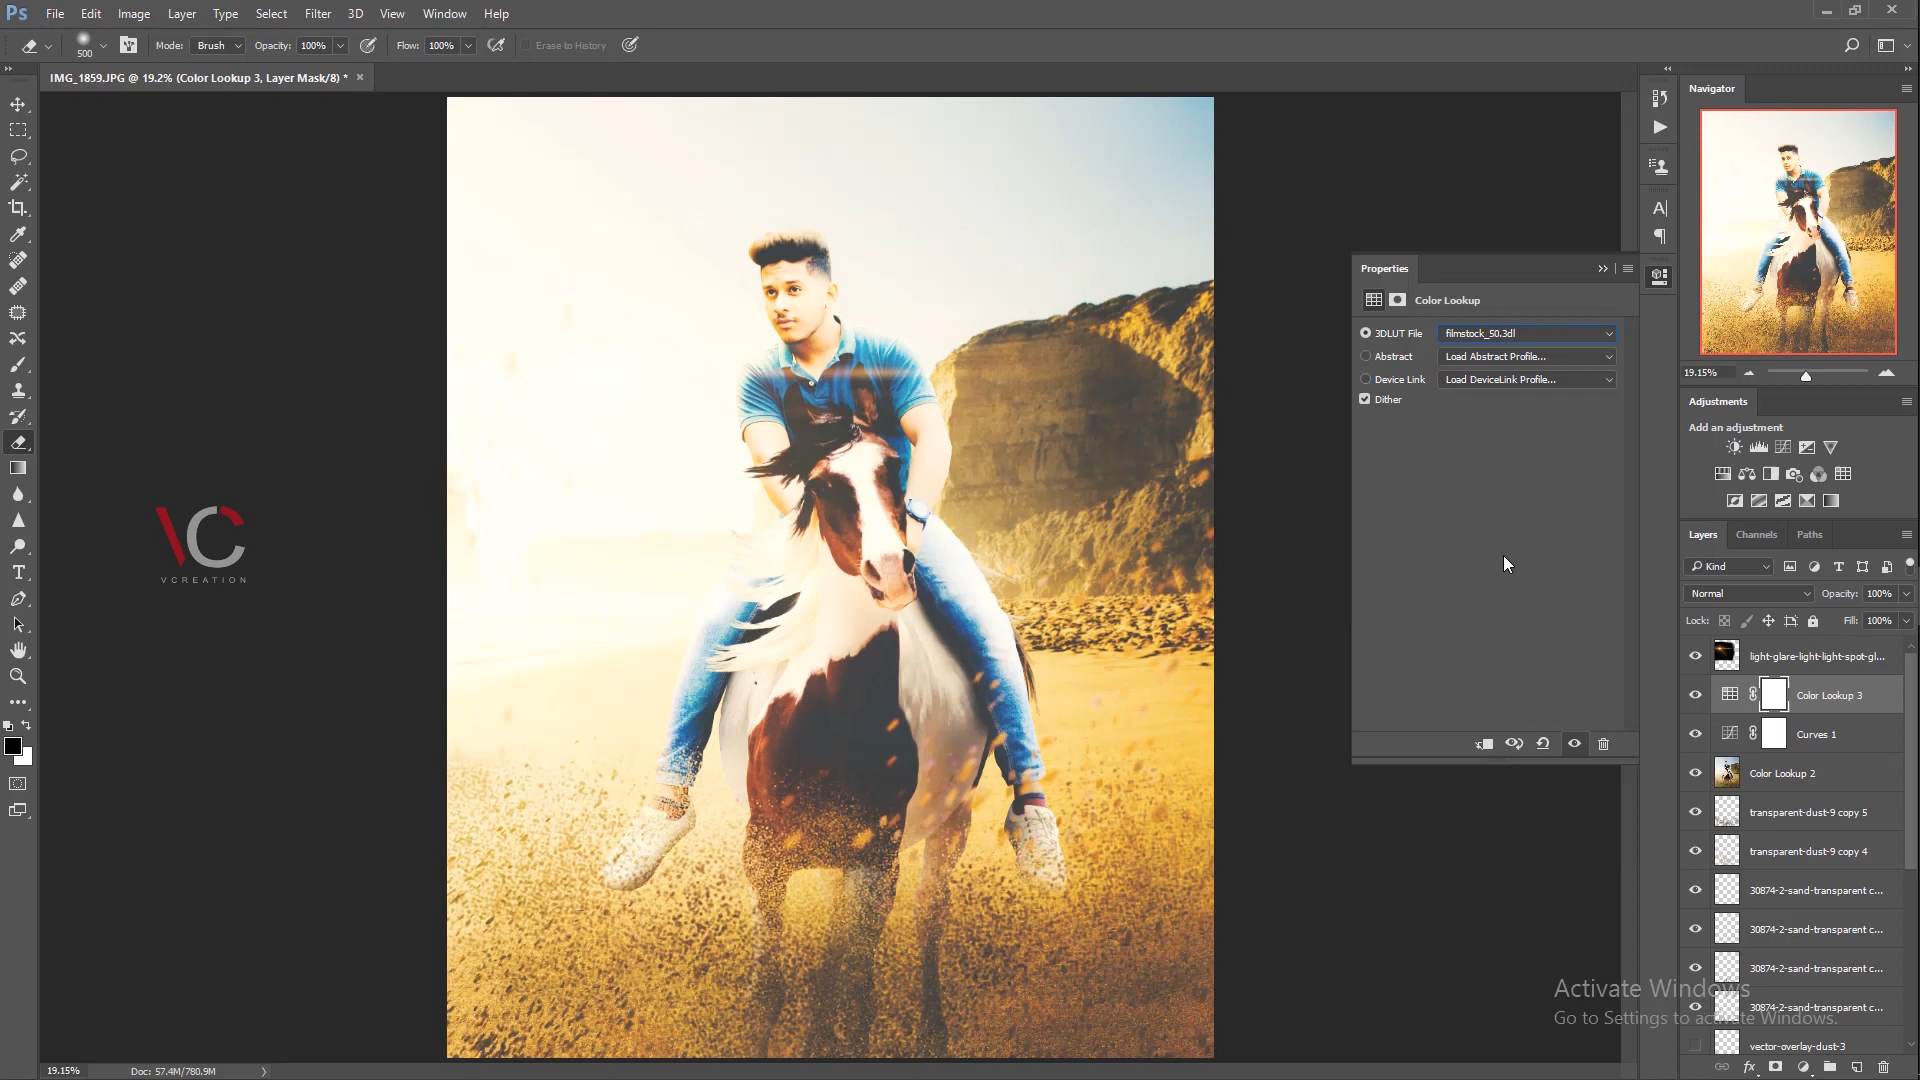 Ps File Edit Image Layer Type Select Filter 3D View Window Help
500 Mode: Brush Opacity: 100% Flow: 100% Erase to History
IMG_1859.JPG @ 19.2% (Color Lookup 3, Layer Mask/8) *
VC
VCREATION
Properties
Color Lookup
3DLUT File filmstock_50.3dl
Abstract Load Abstract Profile...
Device Link Load DeviceLink Profile...
Dither
Navigator
19.15%
Adjustments
Add an adjustment
Layers Channels Paths
Kind
Normal Opacity: 100%
Lock: Fill: 100%
light-glare-light-light-spot-gl...
Color Lookup 3
Curves 1
Color Lookup 2
transparent-dust-9 copy 5
transparent-dust-9 copy 4
30874-2-sand-transparent c...
30874-2-sand-transparent c...
30874-2-sand-transparent c...
30874-2-sand-transparent c...
vector-overlay-dust-3
Activate Windows
Go to Settings to activate Windows.
19.15% Doc: 57.4M/780.9M